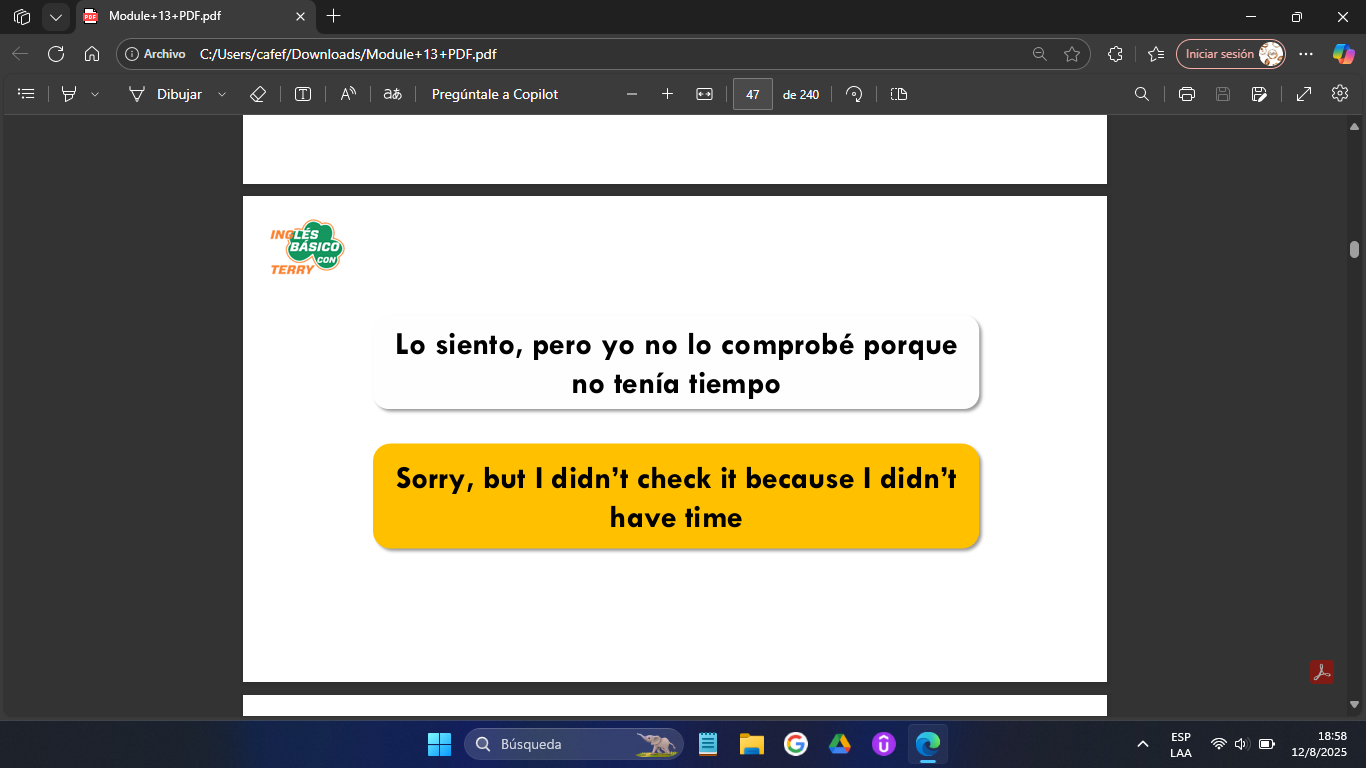 Module+13+PDF.pdf
Archivo C:/Users/cafef/Downloads/Module+13+PDF.pdf
Iniciar sesión
Dibujar
Pregúntale a Copilot
47 de 240
INGLÉS
BÁSICO
CON
TERRY
Lo siento, pero yo no lo comprobé porque
no tenía tiempo
Sorry, but I didn’t check it because I didn’t
have time
Búsqueda
ESP
LAA
18:58
12/8/2025